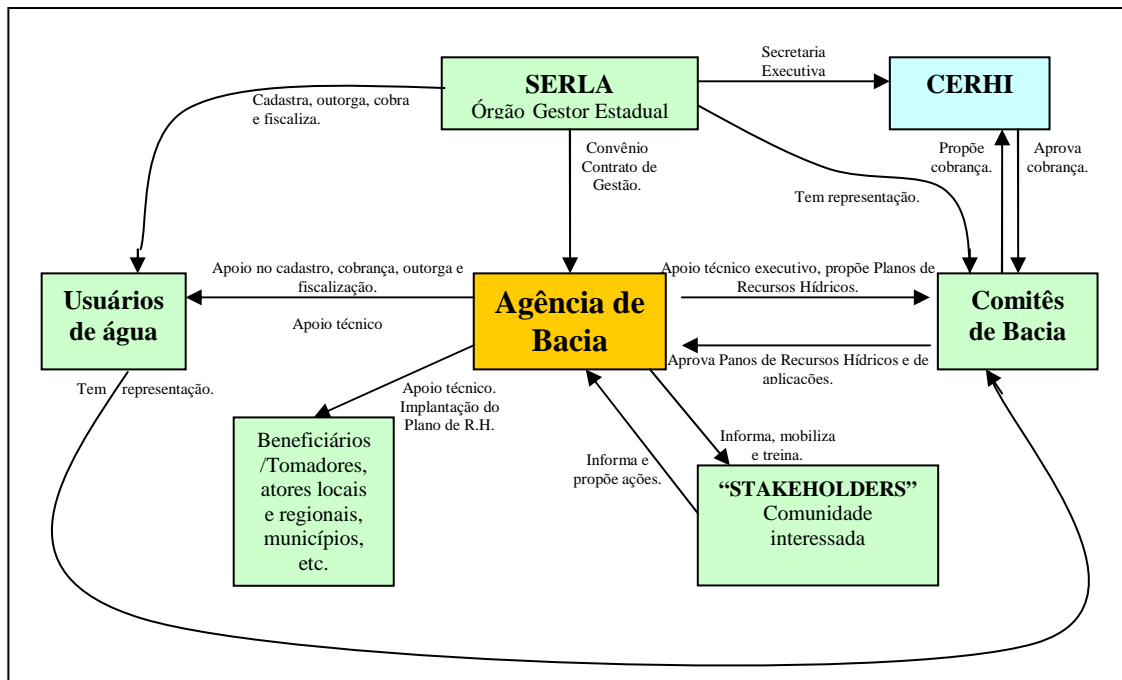 Secretaria
Executiva
SERLA
Órgão Gestor Estadual
CERHI
Cadastra, outorga, cobra
e fiscaliza.
Convênio
Contrato de
Gestão.
Propõe
cobrança.
Aprova
cobrança.
Tem representação.
Apoio no cadastro, cobrança, outorga e
fiscalização.
Apoio técnico executivo, propõe Planos de
Recursos Hídricos.
Usuários
de água
Agência de
Bacia
Comitês
de Bacia
Apoio técnico
Aprova Panos de Recursos Hídricos e de
aplicações.
Tem representação.
Apoio técnico.
Implantação do
Plano de R.H.
Beneficiários
/Tomadores,
atores locais
e regionais,
municípios,
etc.
Informa e
propõe ações.
Informa, mobiliza
e treina.
“STAKEHOLDERS”
Comunidade
interessada